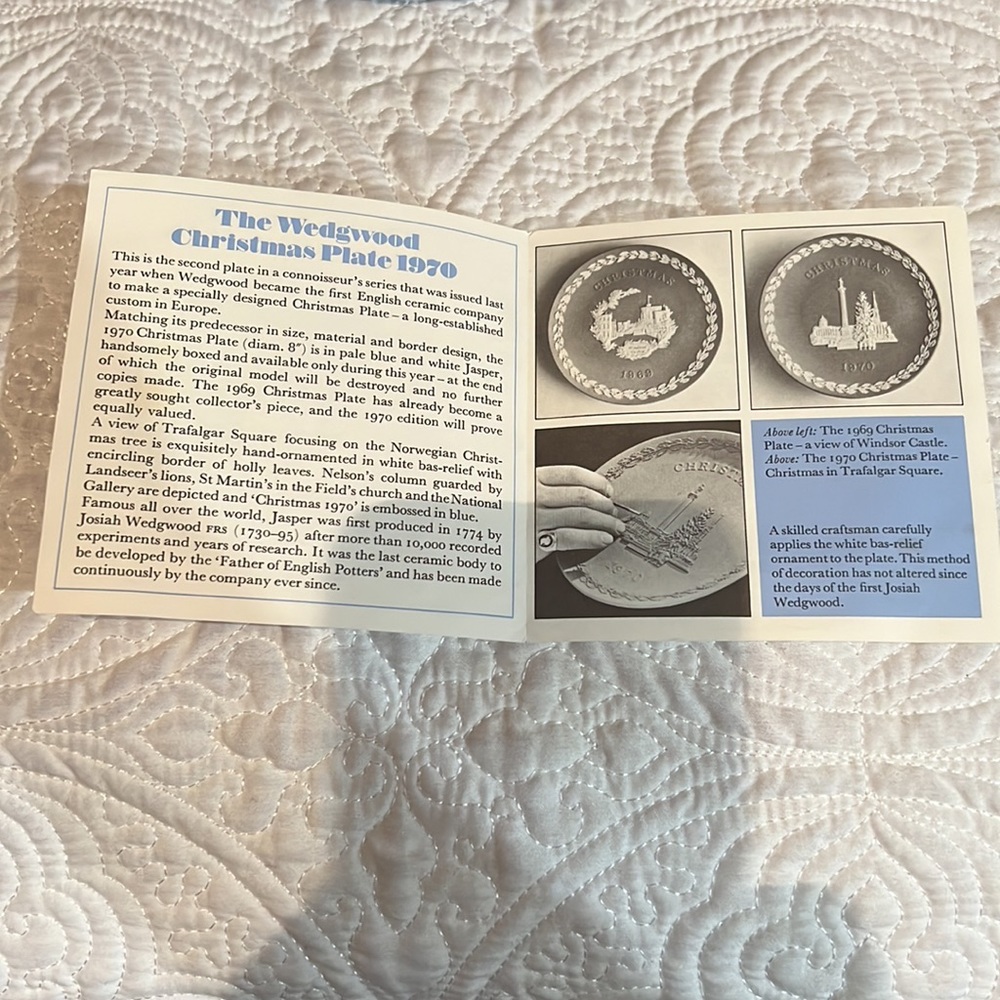 The Wedgwood
Christmas Plate 1970
This is the second plate in a connoisseur's series that was issued last
year when Wedgwood became the first English ceramic company
to make a specially designed Christmas Plate – a long-established
custom in Europe.
Matching its predecessor in size, material and border design, the
1970 Christmas Plate (diam. 8") is in pale blue and white Jasper,
handsomely boxed and available only during this year – at the end
of which the original model will be destroyed and no further
copies made. The 1969 Christmas Plate has already become a
greatly sought collector's piece, and the 1970 edition will prove
equally valued.
A view of Trafalgar Square focusing on the Norwegian Christ-
mas tree is exquisitely hand-ornamented in white bas-relief with
encircling border of holly leaves. Nelson's column guarded by
Landseer's lions, St Martin's in the Field's church and the National
Gallery are depicted and 'Christmas 1970' is embossed in blue.
Famous all over the world, Jasper was first produced in 1774 by
Josiah Wedgwood FRS (1730–95) after more than 10,000 recorded
experiments and years of research. It was the last ceramic body to
be developed by the 'Father of English Potters' and has been made
continuously by the company ever since.
CHRISTMAS
1969
CHRISTMAS
1970
CHRIST
1970
Above left: The 1969 Christmas
Plate – a view of Windsor Castle.
Above: The 1970 Christmas Plate –
Christmas in Trafalgar Square.
A skilled craftsman carefully
applies the white bas-relief
ornament to the plate. This method
of decoration has not altered since
the days of the first Josiah
Wedgwood.